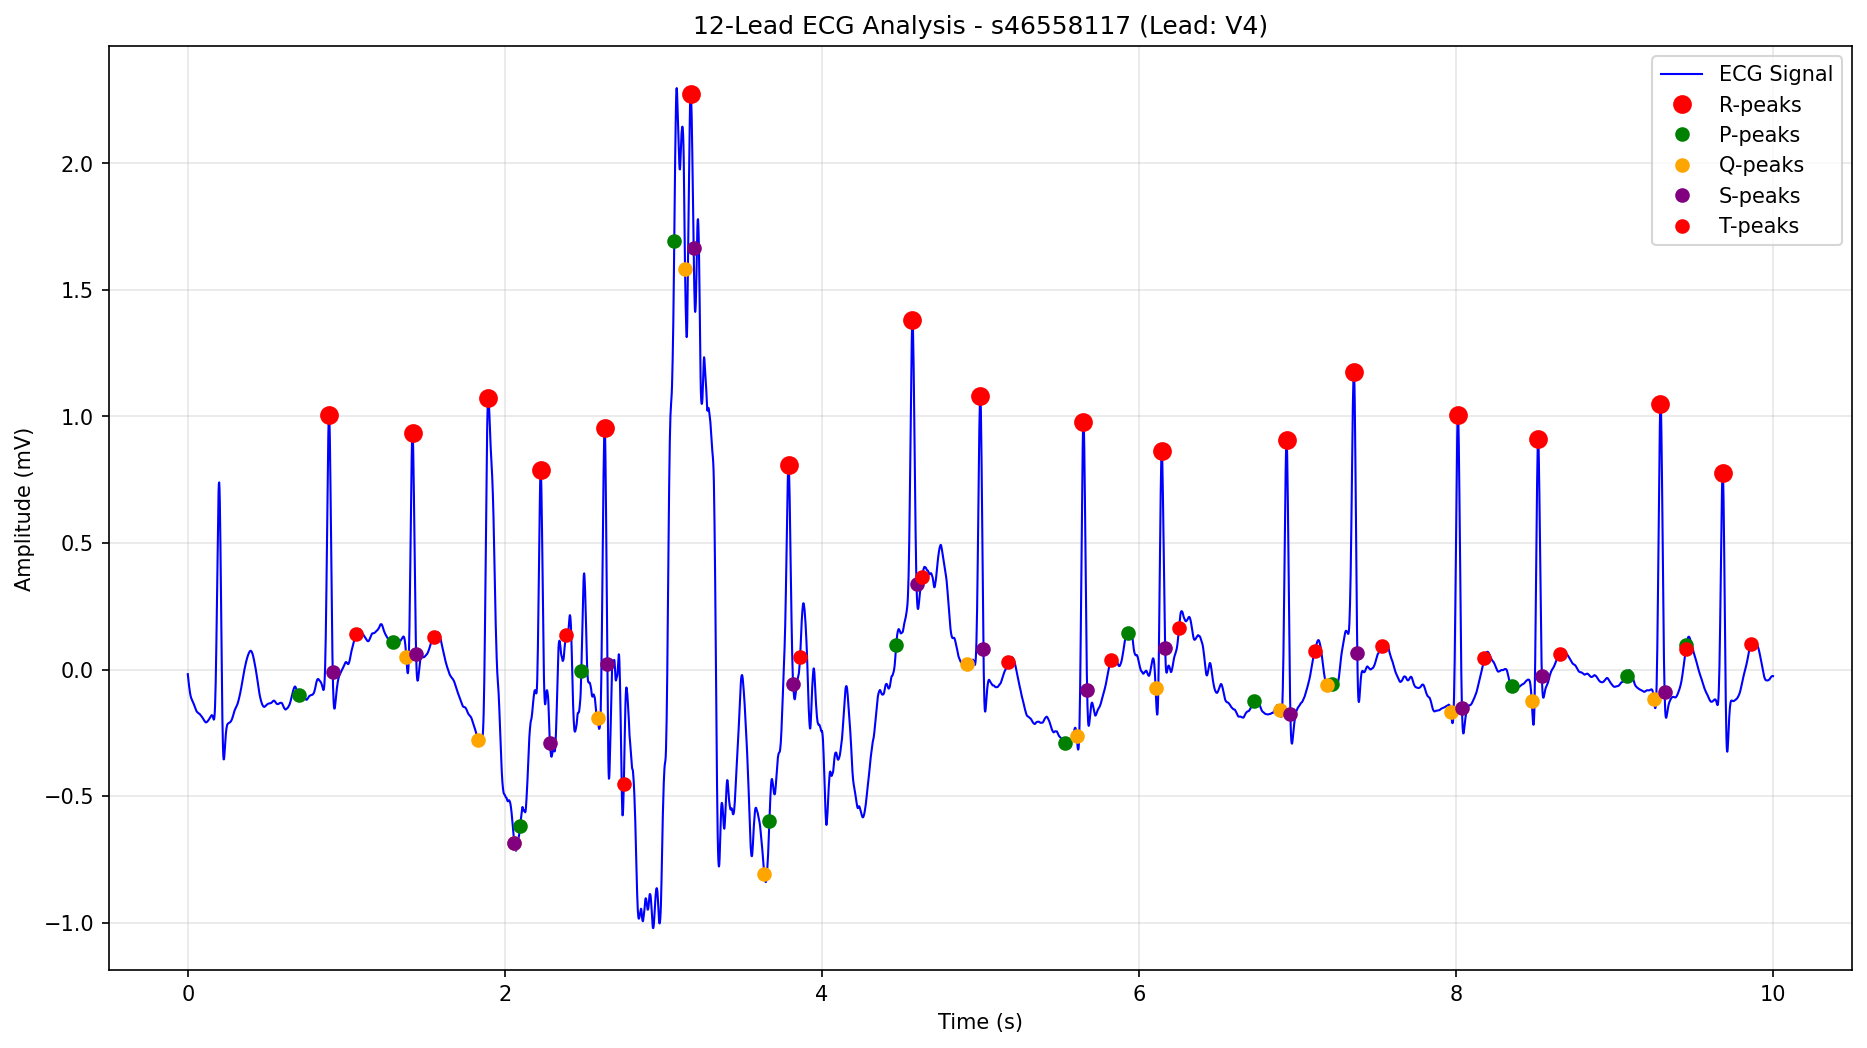 12-Lead ECG Analysis - s46558117 (Lead: V4)
ECG Signal
R-peaks
P-peaks
Q-peaks
S-peaks
T-peaks
Amplitude (mV)
2.0
1.5
1.0
0.5
0.0
−0.5
−1.0
0 2 4 6 8 10
Time (s)